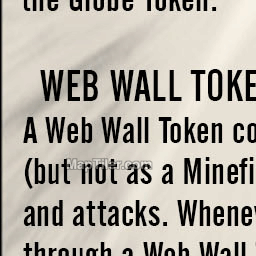 the Globe Token.
WEB WALL TOKE
A Web Wall Token co
(but not as a Minefi
MapTiler.com
and attacks. Whenev
through a Web Wall